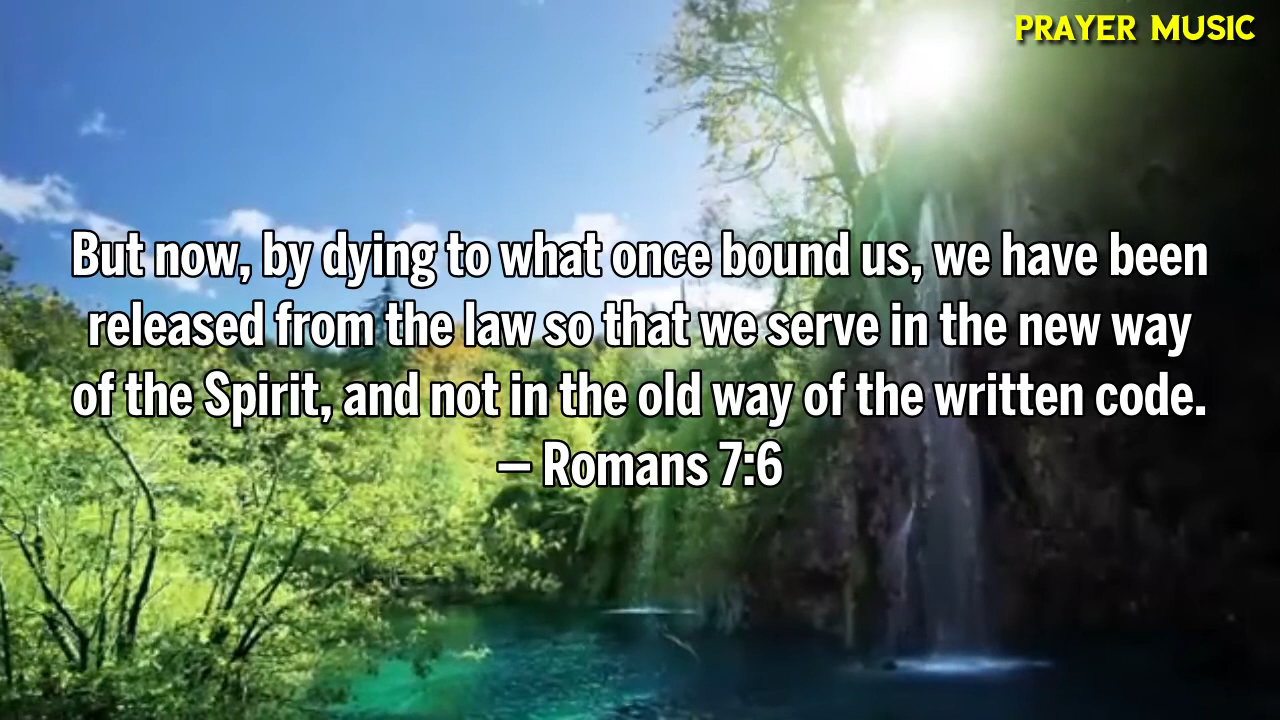 PRAYER MUSIC
But now, by dying to what once bound us, we have been
released from the law so that we serve in the new way
of the Spirit, and not in the old way of the written code.
– Romans 7:6